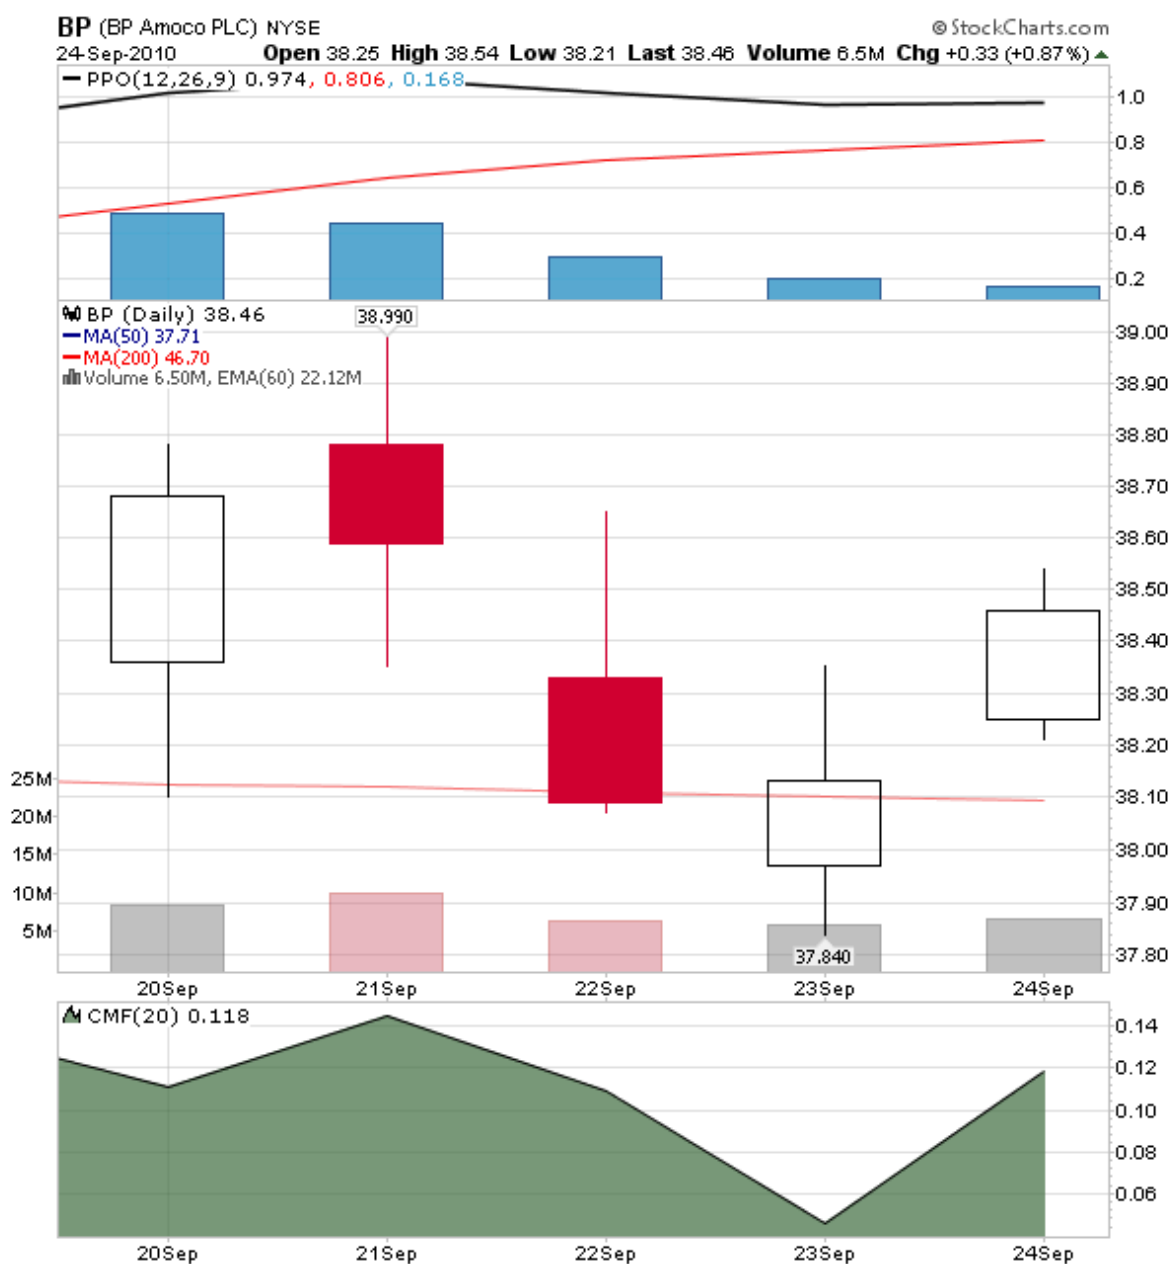 BP (BP Amoco PLC) NYSE © StockCharts.com
24-Sep-2010 Open 38.25 High 38.54 Low 38.21 Last 38.46 Volume 6.5M Chg +0.33 (+0.87%)
PPO(12,26,9) 0.974, 0.806, 0.168
1.0
0.8
0.6
0.4
0.2
BP (Daily) 38.46
MA(50) 37.71
MA(200) 46.70
Volume 6.50M, EMA(60) 22.12M
38.990
37.840
39.00
38.90
38.80
38.70
38.60
38.50
38.40
38.30
38.20
38.10
38.00
37.90
37.80
25M
20M
15M
10M
5M
20Sep 21Sep 22Sep 23Sep 24Sep
CMF(20) 0.118
0.14
0.12
0.10
0.08
0.06
20Sep 21Sep 22Sep 23Sep 24Sep